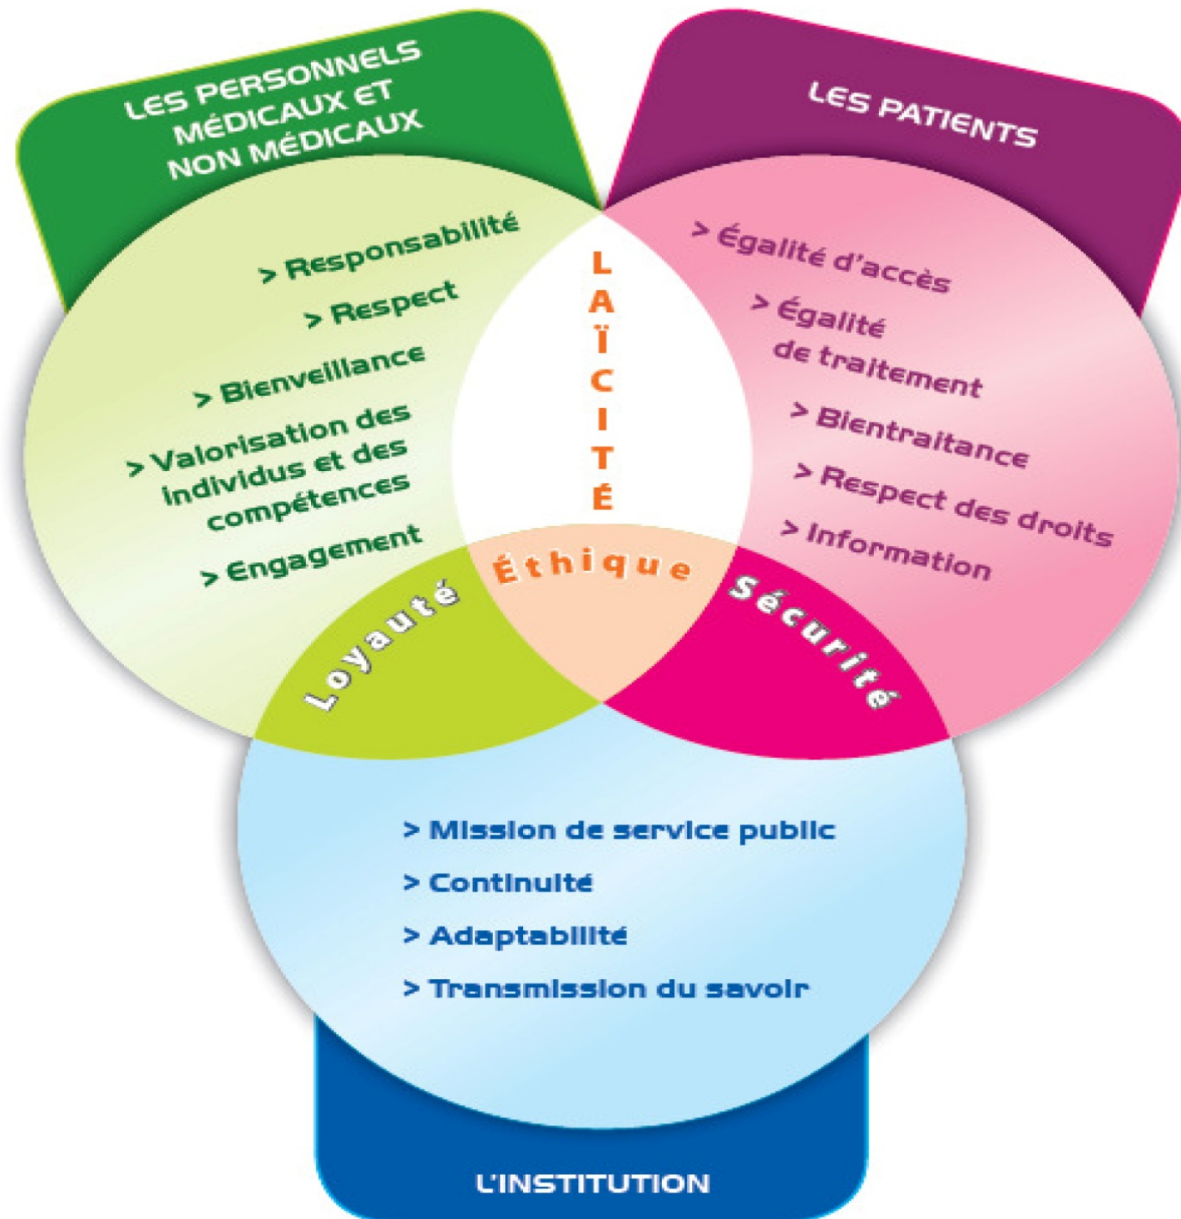 LES PERSONNELS
MÉDICAUX ET
NON MÉDICAUX
> Responsabilité
> Respect
> Bienveillance
> Valorisation des
individus et des
compétences
> Engagement
LES PATIENTS
> Égalité d'accès
> Égalité
de traitement
> Bientraitance
> Respect des droits
> Information
LAÏCITÉ
Loyauté
Éthique
Sécurité
> Mission de service public
> Continuité
> Adaptabilité
> Transmission du savoir
L'INSTITUTION